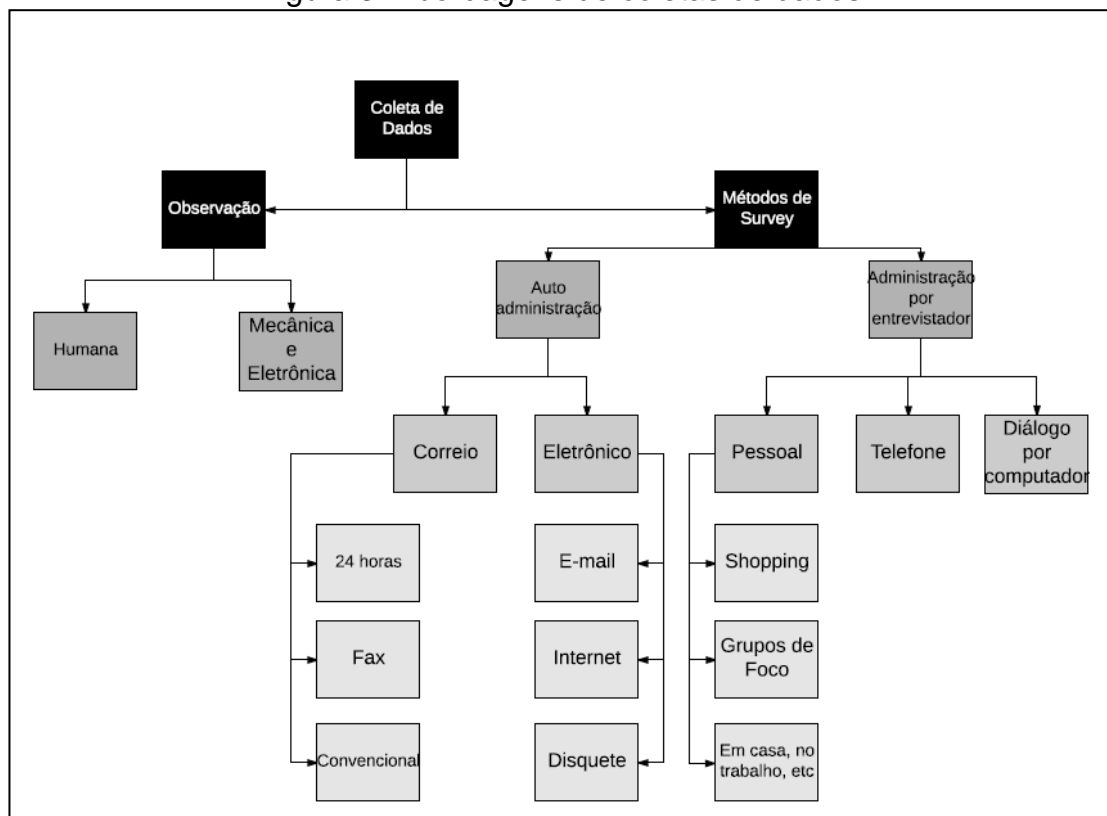 Coleta de
Dados
Observação
Métodos de
Survey
Auto
administração
Administração
por
entrevistador
Humana
Mecânica
e
Eletrônica
Correio
Eletrônico
Pessoal
Telefone
Diálogo
por
computador
24 horas
E-mail
Shopping
Fax
Internet
Grupos de
Foco
Convencional
Disquete
Em casa, no
trabalho, etc